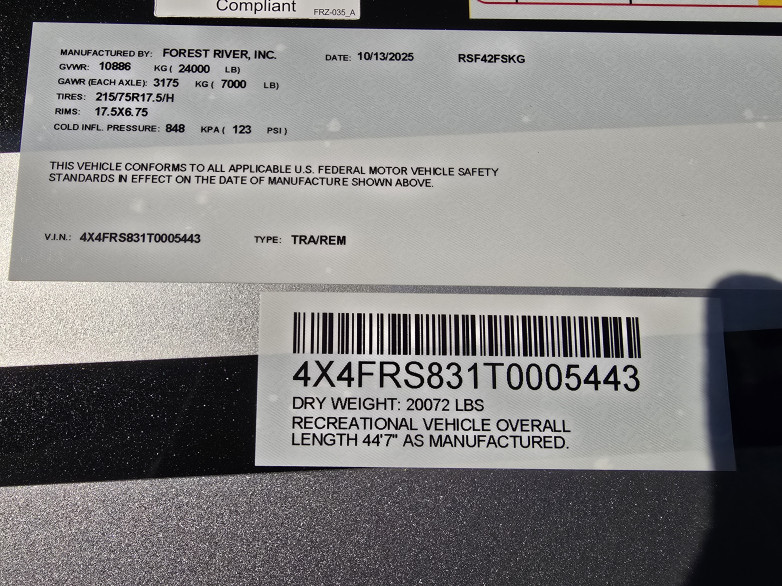 Compliant
FRZ-035_A
MANUFACTURED BY: FOREST RIVER, INC. DATE: 10/13/2025 RSF42FSKG
GVWR: 10886 KG ( 24000 LB)
GAWR (EACH AXLE): 3175 KG ( 7000 LB)
TIRES: 215/75R17.5/H
RIMS: 17.5X6.75
COLD INFL. PRESSURE: 848 KPA ( 123 PSI )
THIS VEHICLE CONFORMS TO ALL APPLICABLE U.S. FEDERAL MOTOR VEHICLE SAFETY
STANDARDS IN EFFECT ON THE DATE OF MANUFACTURE SHOWN ABOVE.
V.I.N.: 4X4FRS831T0005443 TYPE: TRA/REM
4X4FRS831T0005443
DRY WEIGHT: 20072 LBS
RECREATIONAL VEHICLE OVERALL
LENGTH 44'7" AS MANUFACTURED.